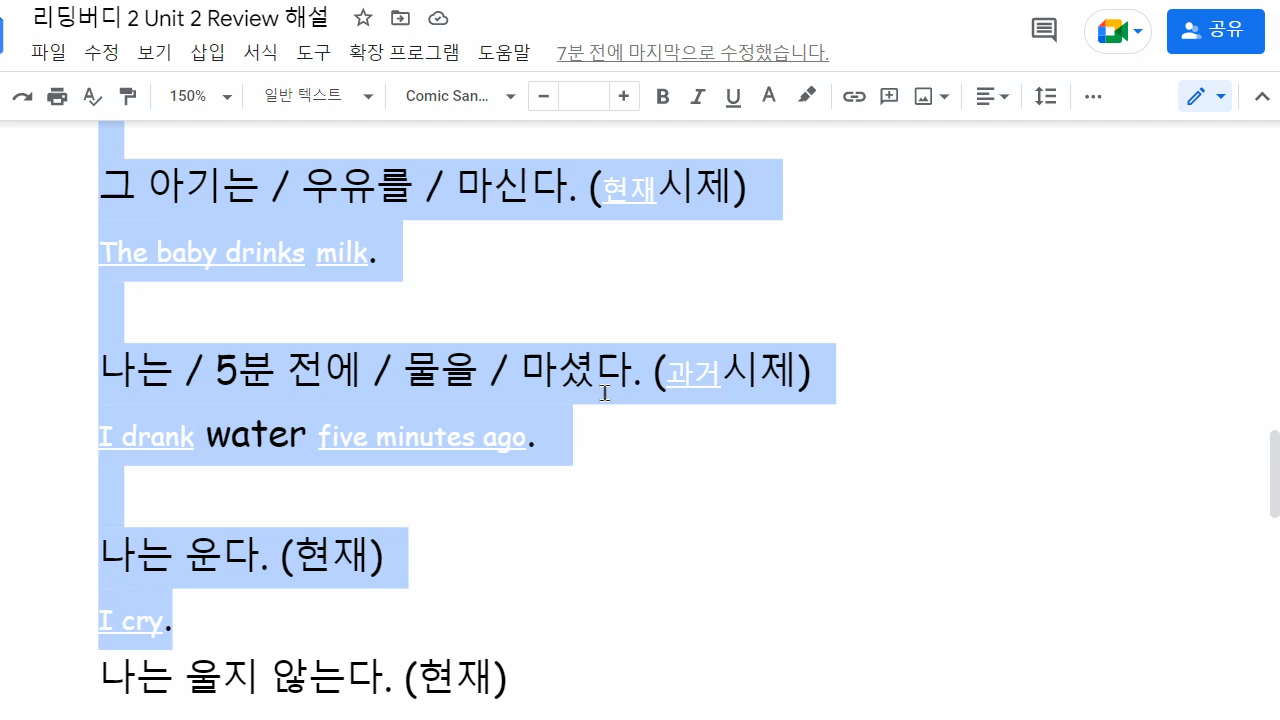 리딩버디 2 Unit 2 Review 해설
파일 수정 보기 삽입 서식 도구 확장 프로그램 도움말 7분 전에 마지막으로 수정했습니다.
공유
150% 일반 텍스트 Comic San... − + B I U A
그 아기는 / 우유를 / 마신다. (현재시제)
The baby drinks milk.
나는 / 5분 전에 / 물을 / 마셨다. (과거시제)
I drank water five minutes ago.
나는 운다. (현재)
I cry.
나는 울지 않는다. (현재)